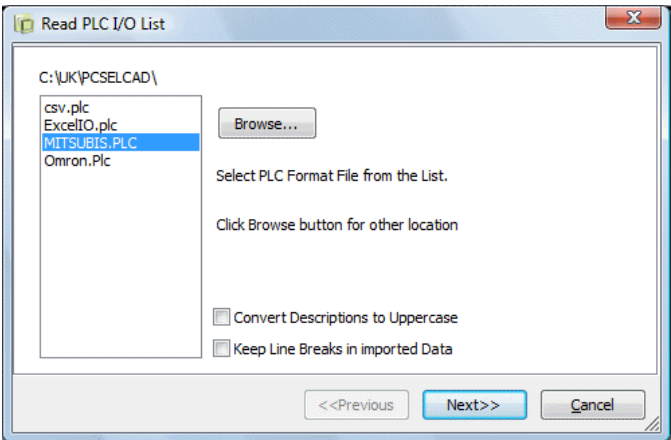 Read PLC I/O List
C:\UK\PCSELCAD\
csv.plc
ExcelIO.plc
MITSUBIS.PLC
Omron.Plc
Browse...
Select PLC Format File from the List.
Click Browse button for other location
Convert Descriptions to Uppercase
Keep Line Breaks in imported Data
<<Previous
Next>>
Cancel